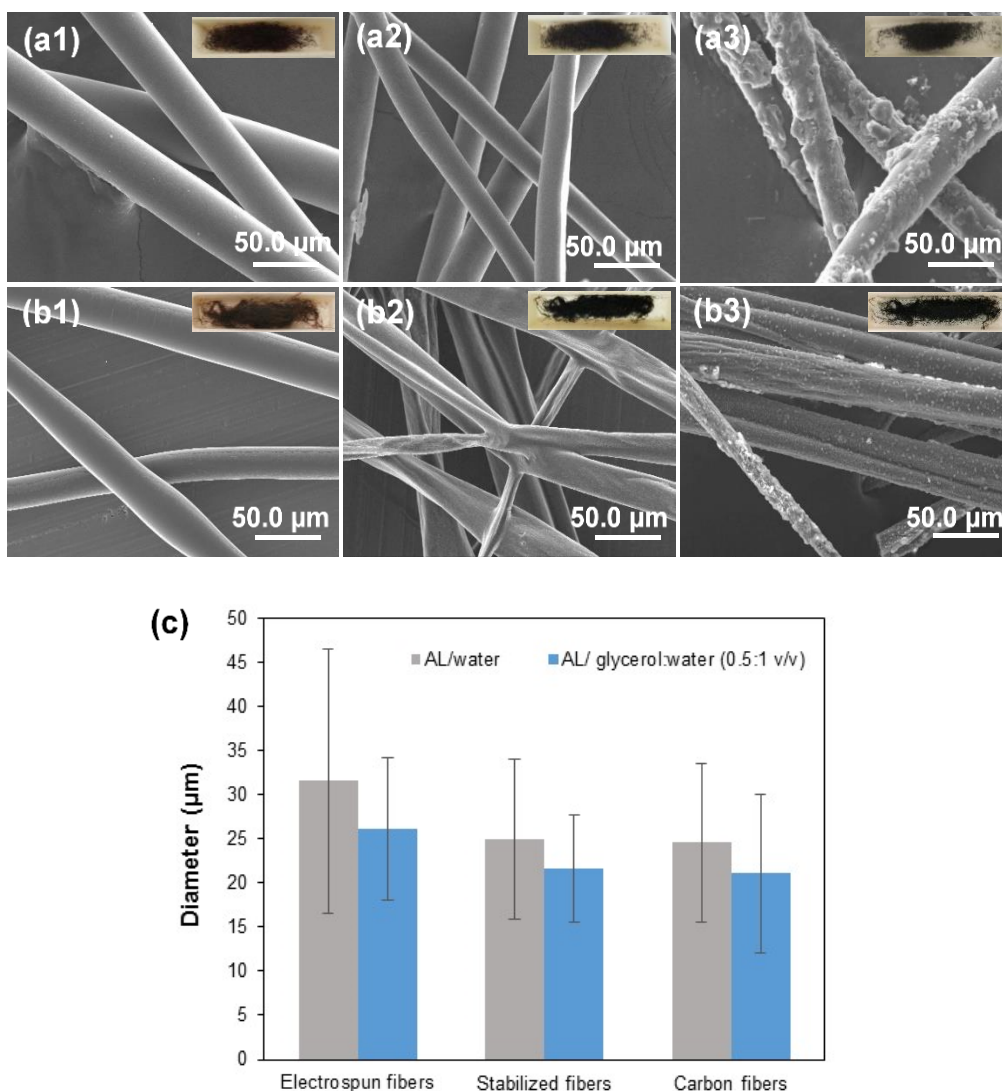 (a1)
50.0 µm
(a2)
50.0 µm
(a3)
50.0 µm
(b1)
50.0 µm
(b2)
50.0 µm
(b3)
50.0 µm
(c)
50
45
40
35
30
25
20
15
10
5
0
Diameter (µm)
AL/water
AL/ glycerol:water (0.5:1 v/v)
Electrospun fibers
Stabilized fibers
Carbon fibers